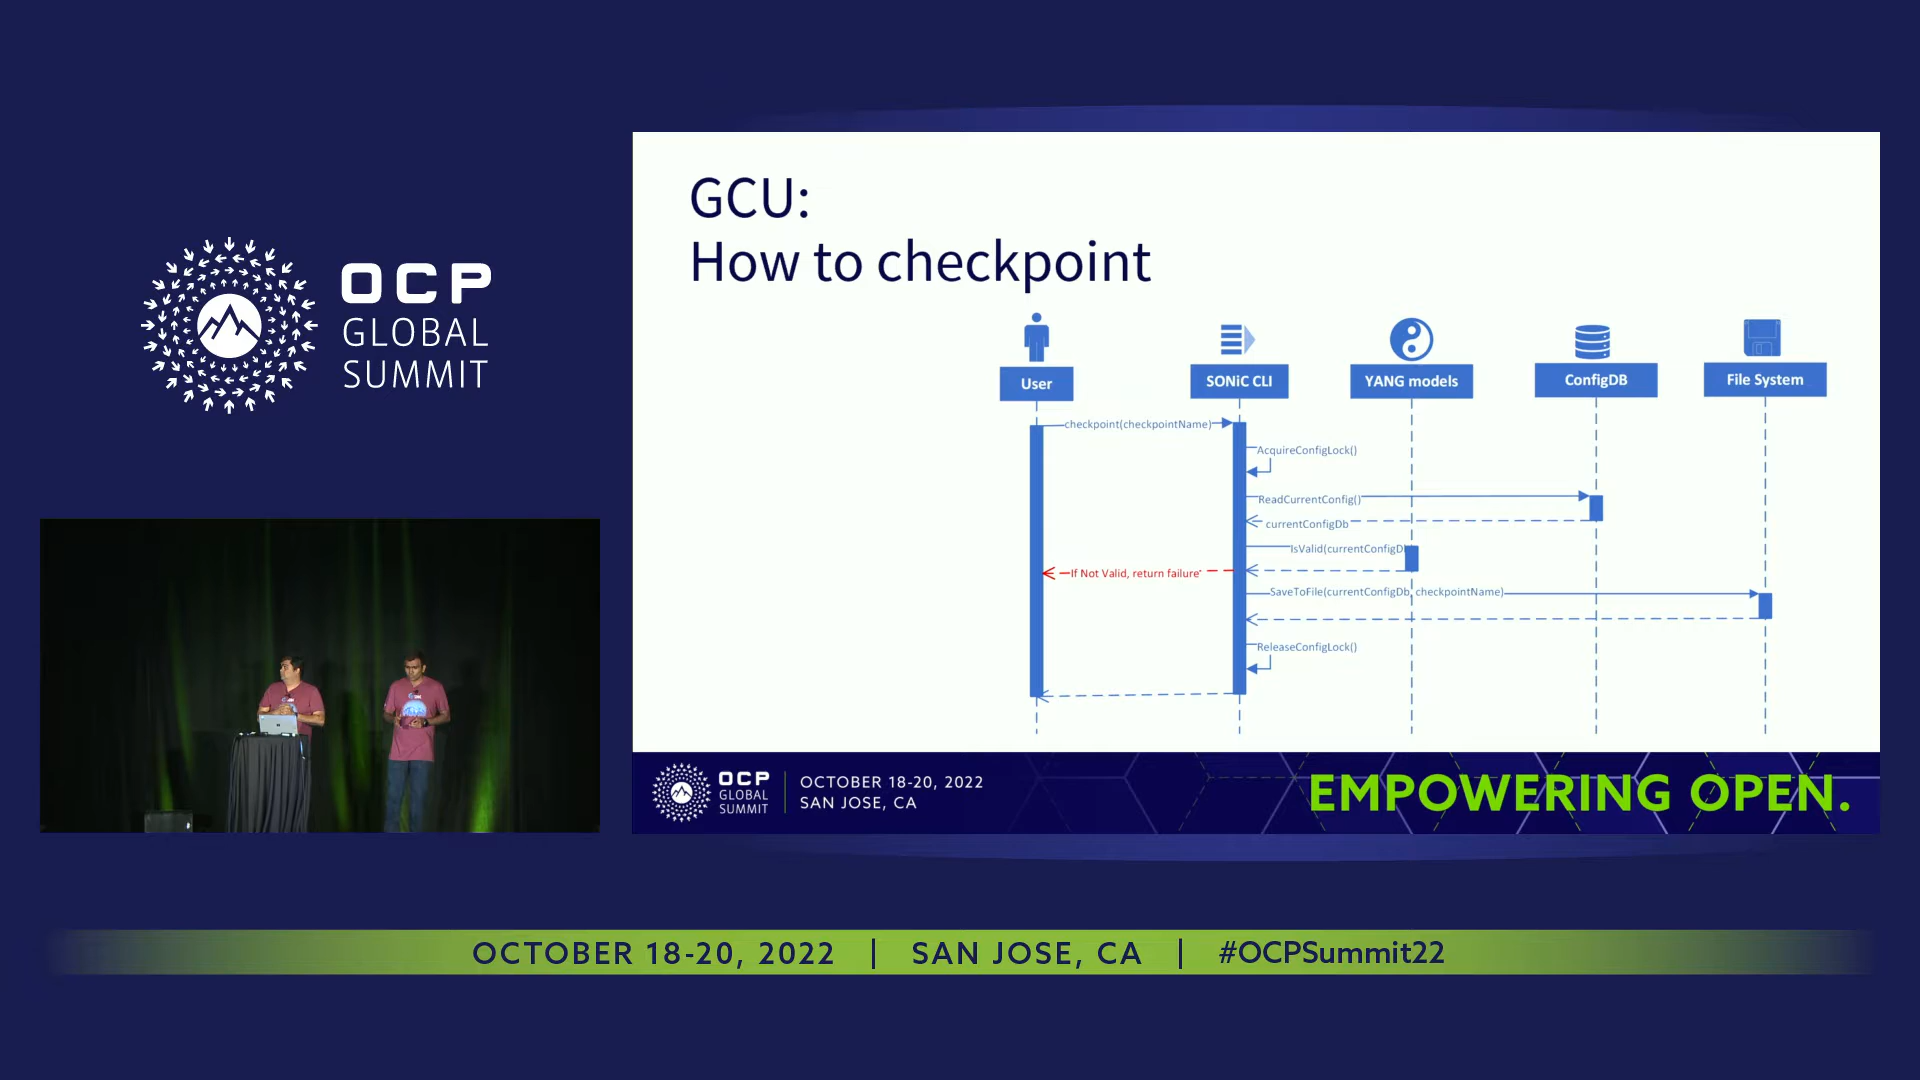 OCP
GLOBAL
SUMMIT
GCU:
How to checkpoint
User
SONiC CLI
YANG models
ConfigDB
File System
checkpoint(checkpointName)
AcquireConfigLock()
ReadCurrentConfig()
currentConfigDb
IsValid(currentConfigD
If Not Valid, return failure
SaveToFile(currentConfigDb, checkpointName)
ReleaseConfigLock()
OCP
GLOBAL
SUMMIT
OCTOBER 18-20, 2022
SAN JOSE, CA
EMPOWERING OPEN.
OCTOBER 18-20, 2022 | SAN JOSE, CA | #OCPSummit22